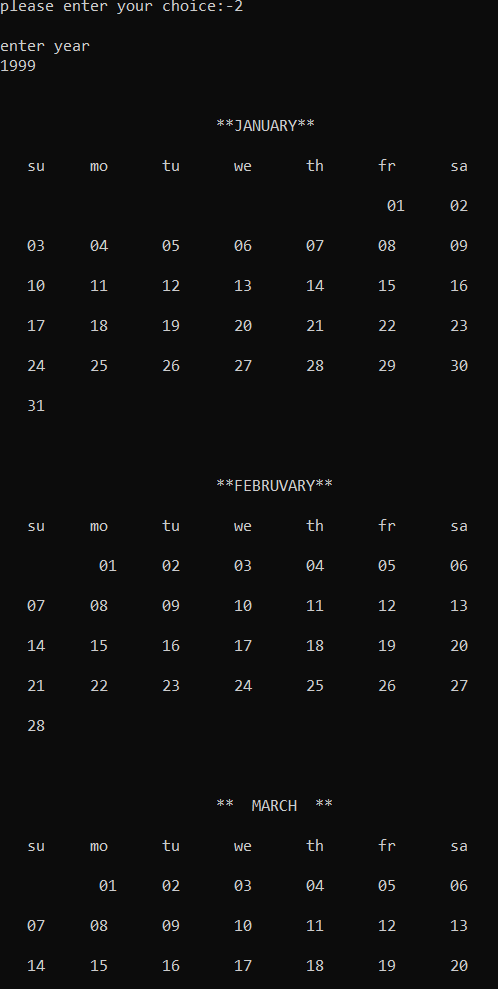 please enter your choice:-2
enter year
1999
**JANUARY**
su mo tu we th fr sa
01 02
03 04 05 06 07 08 09
10 11 12 13 14 15 16
17 18 19 20 21 22 23
24 25 26 27 28 29 30
31
**FEBRUVARY**
su mo tu we th fr sa
01 02 03 04 05 06
07 08 09 10 11 12 13
14 15 16 17 18 19 20
21 22 23 24 25 26 27
28
**  MARCH  **
su mo tu we th fr sa
01 02 03 04 05 06
07 08 09 10 11 12 13
14 15 16 17 18 19 20